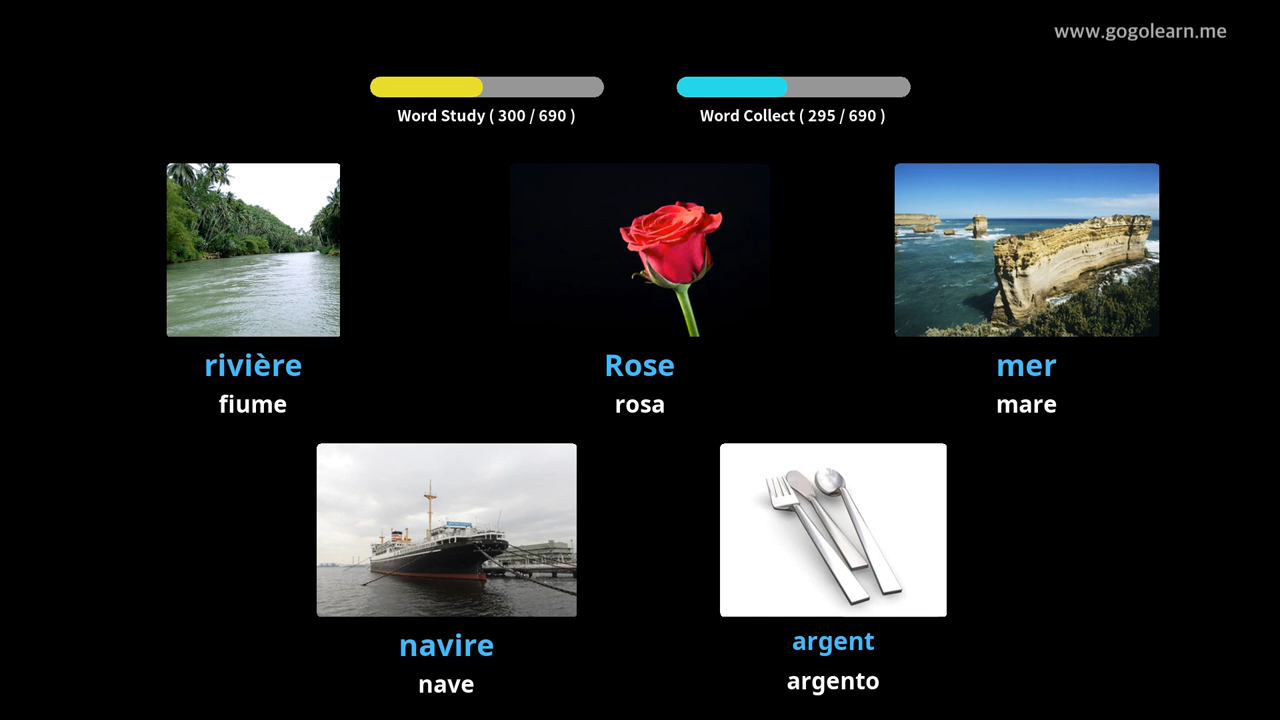 www.gogolearn.me
Word Study ( 300 / 690 )
Word Collect ( 295 / 690 )
rivière
fiume
Rose
rosa
mer
mare
navire
nave
argent
argento